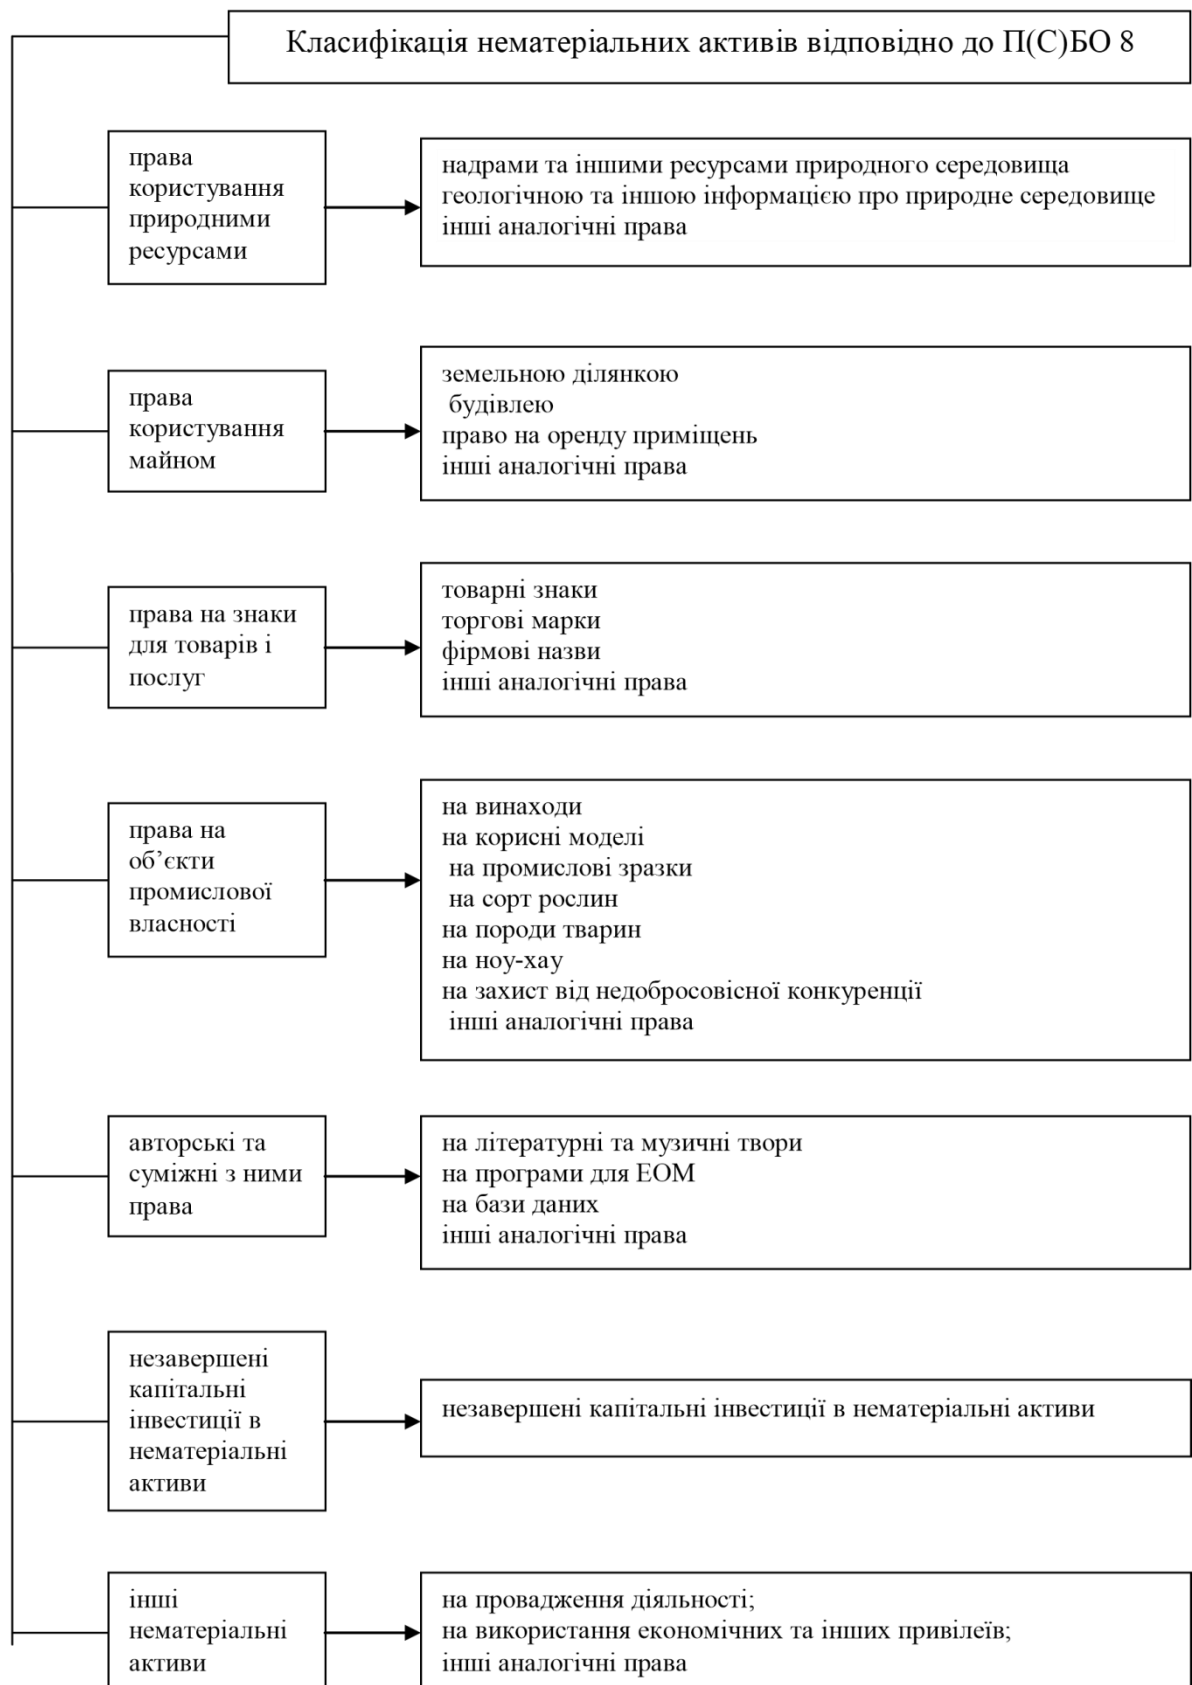 Класифікація нематеріальних активів відповідно до П(С)БО 8
права
користування
природними
ресурсами
надрами та іншими ресурсами природного середовища
геологічною та іншою інформацією про природне середовище
інші аналогічні права
права
користування
майном
земельною ділянкою
будівлею
право на оренду приміщень
інші аналогічні права
права на знаки
для товарів і
послуг
товарні знаки
торгові марки
фірмові назви
інші аналогічні права
права на
об’єкти
промислової
власності
на винаходи
на корисні моделі
на промислові зразки
на сорт рослин
на породи тварин
на ноу-хау
на захист від недобросовісної конкуренції
інші аналогічні права
авторські та
суміжні з ними
права
на літературні та музичні твори
на програми для ЕОМ
на бази даних
інші аналогічні права
незавершені
капітальні
інвестиції в
нематеріальні
активи
незавершені капітальні інвестиції в нематеріальні активи
інші
нематеріальні
активи
на провадження діяльності;
на використання економічних та інших привілеїв;
інші аналогічні права